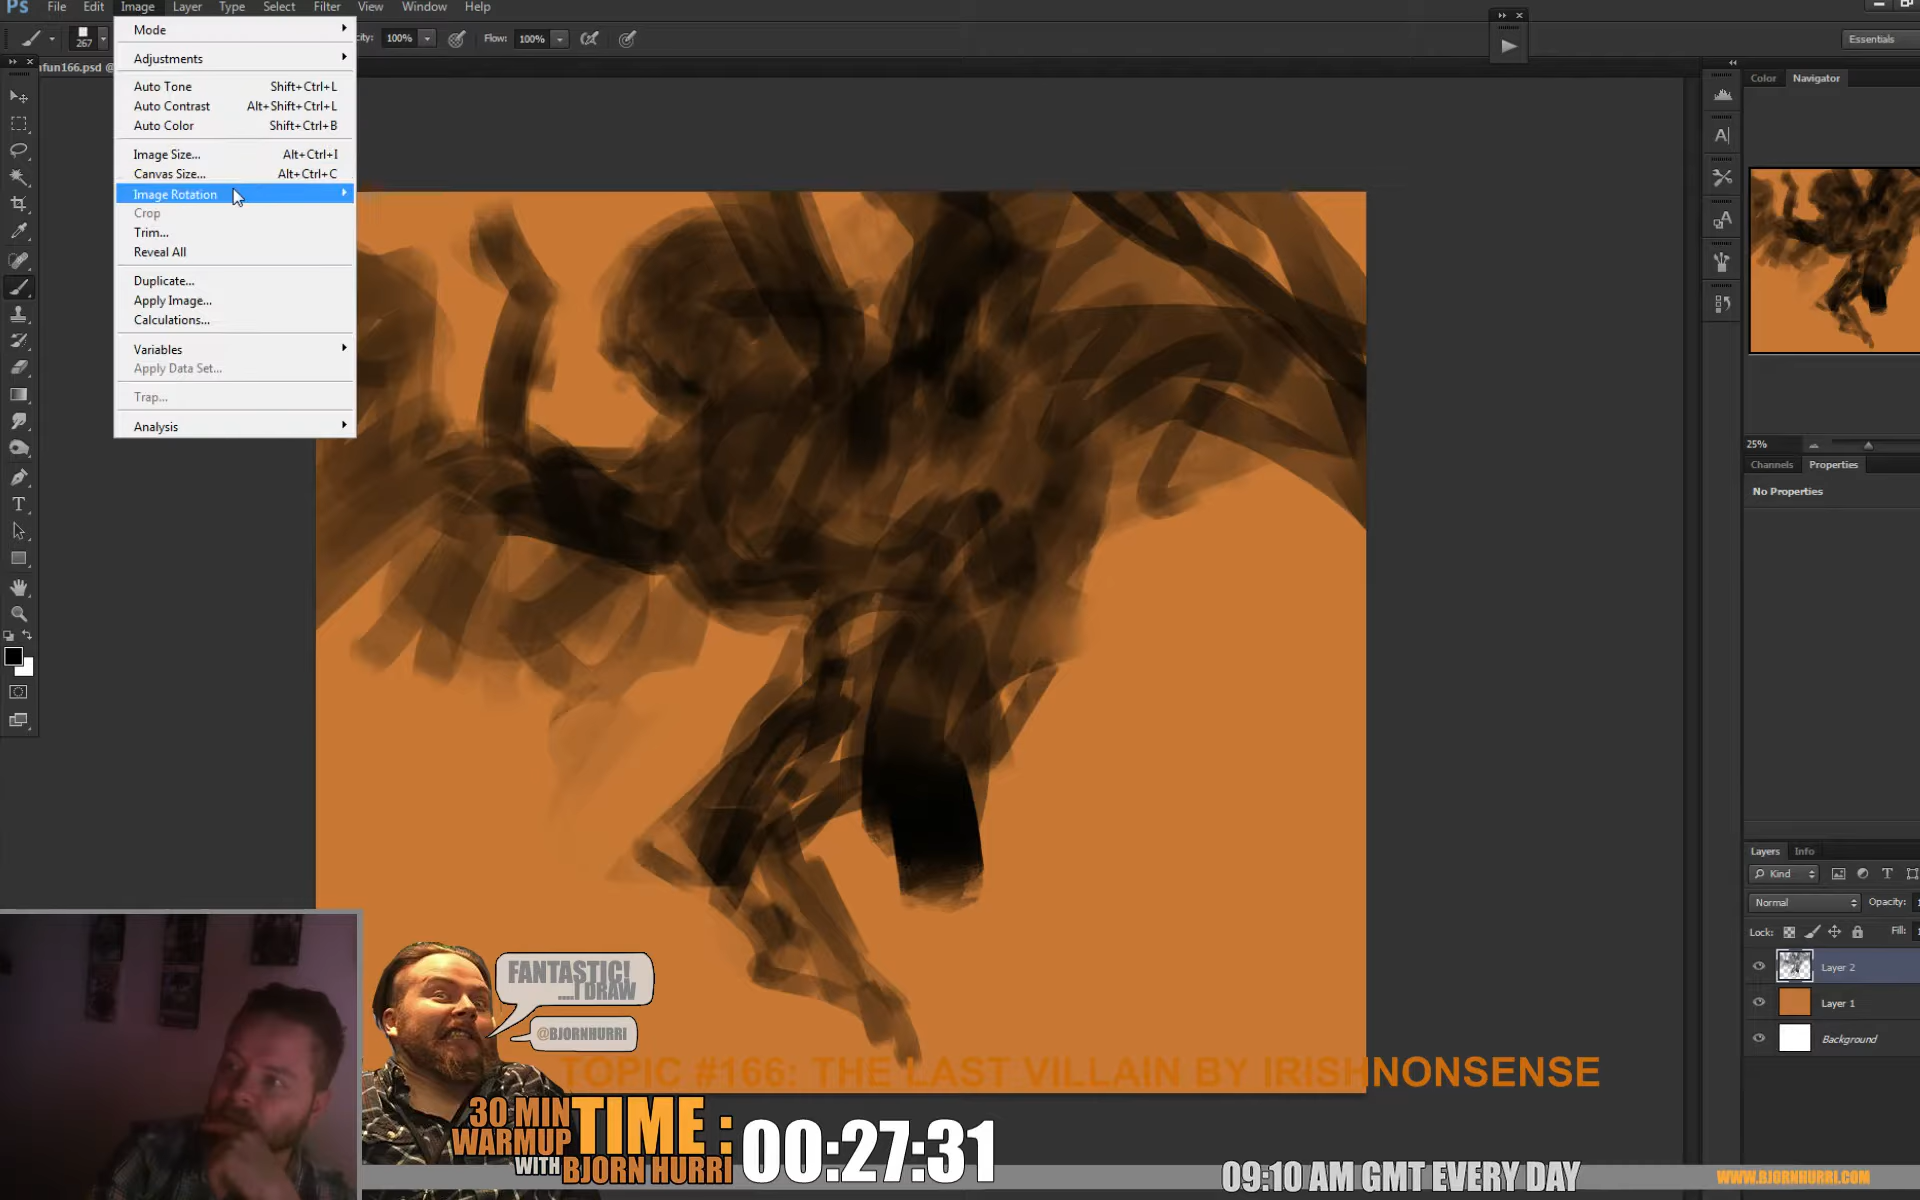 Ps File Edit Image Layer Type Select Filter View Window Help
267
100%
Flow: 100%
Essentials
fun166.psd @
Mode
Adjustments
Auto Tone Shift+Ctrl+L
Auto Contrast Alt+Shift+Ctrl+L
Auto Color Shift+Ctrl+B
Image Size... Alt+Ctrl+I
Canvas Size... Alt+Ctrl+C
Image Rotation
Crop
Trim...
Reveal All
Duplicate...
Apply Image...
Calculations...
Variables
Apply Data Set...
Trap...
Analysis
Color Navigator
25%
Channels Properties
No Properties
Layers Info
Kind
Normal Opacity:
Lock: Fill:
Layer 2
Layer 1
Background
FANTASTIC!
....I DRAW
@BJORNHURRI
TOPIC #166: THE LAST VILLAIN BY IRISHNONSENSE
30 MIN
WARMUP
WITH BJORN HURRI
TIME : 00:27:31
09:10 AM GMT EVERY DAY
WWW.BJORNHURRI.COM